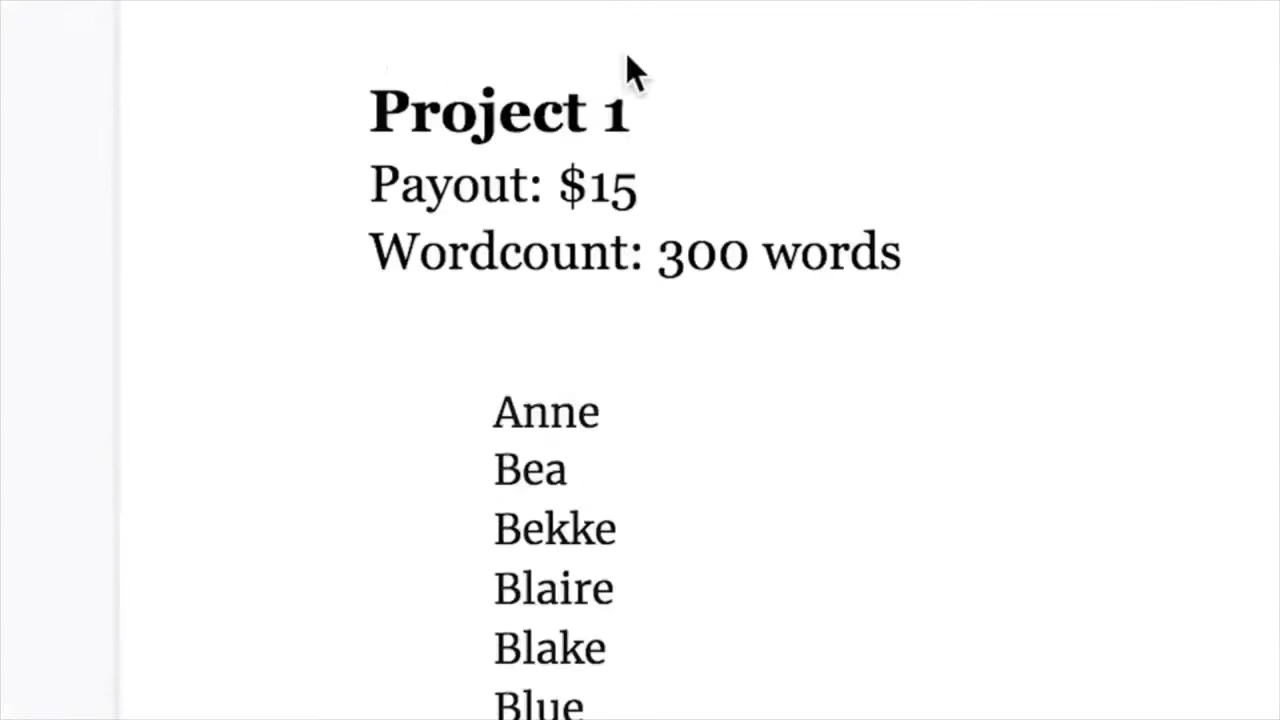 Project 1
Payout: $15
Wordcount: 300 words
Anne
Bea
Bekke
Blaire
Blake
Blue